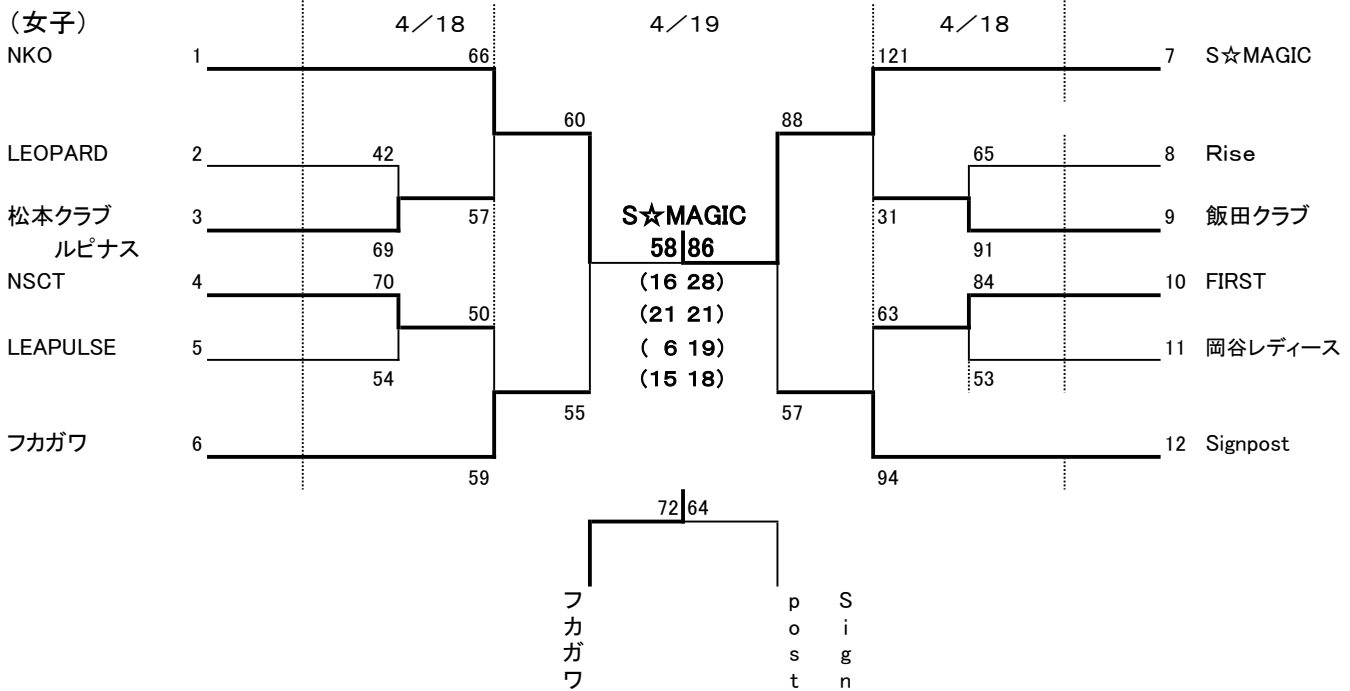 (女子)
4/18
4/19
4/18
NKO 1 66
121 7 S☆MAGIC
60 88
LEOPARD 2 42
65 8 Rise
松本クラブ 3 57
S☆MAGIC
31 9 飯田クラブ
ルピナス 69
58 86
91
NSCT 4 70
(16 28)
84 10 FIRST
50
(21 21)
63
LEAPULSE 5
( 6 19)
11 岡谷レディース
54
(15 18)
53
55 57
フカガワ 6
12 Signpost
59
94
72 64
フカガワ
Sign
post